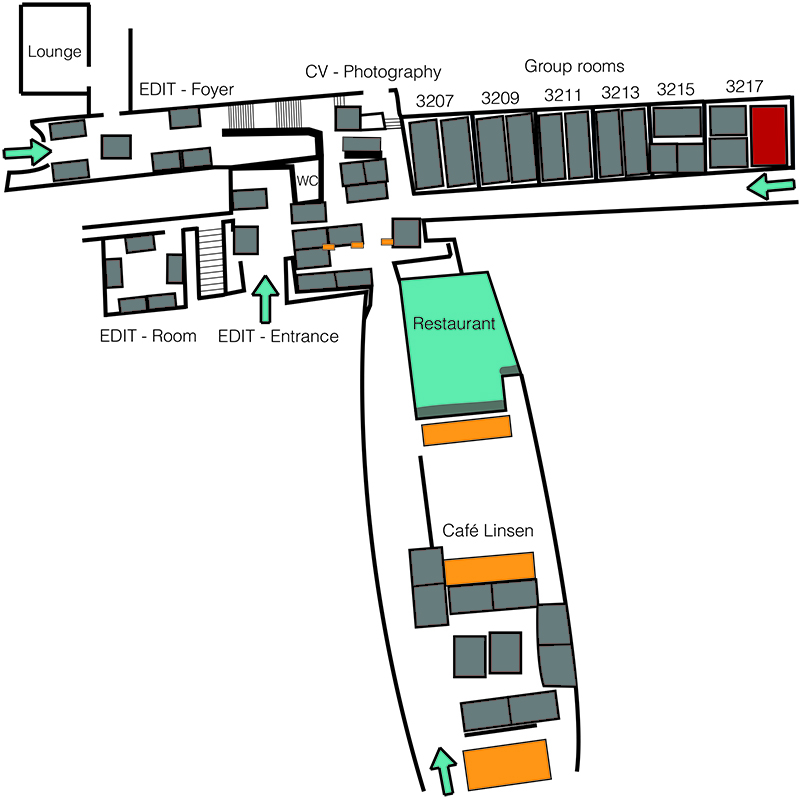 Lounge
EDIT - Foyer
CV - Photography
Group rooms
3207
3209
3211
3213
3215
3217
WC
EDIT - Room
EDIT - Entrance
Restaurant
Café Linsen